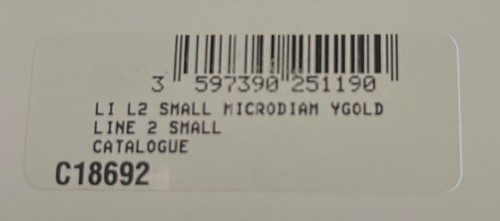 3 597390 251190
LI L2 SMALL MICRODIAM YGOLD
LINE 2 SMALL
CATALOGUE
C18692